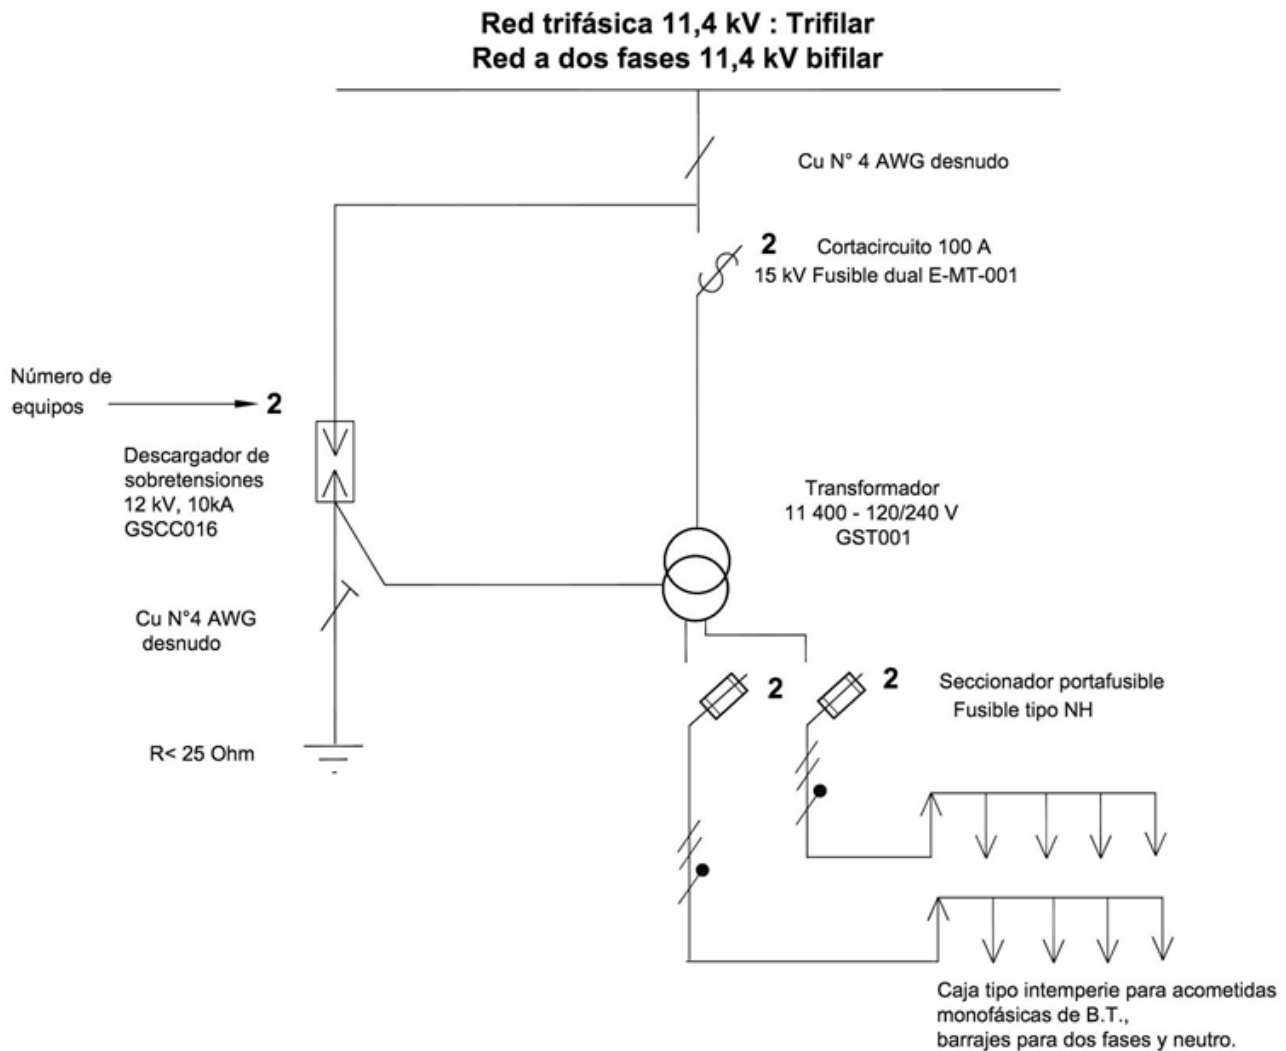 Red trifásica 11,4 kV : Trifilar
Red a dos fases 11,4 kV bifilar
Cu N° 4 AWG desnudo
2
Cortacircuito 100 A
15 kV Fusible dual E-MT-001
Número de
equipos
2
Descargador de
sobretensiones
12 kV, 10kA
GSCC016
Transformador
11 400 - 120/240 V
GST001
Cu N°4 AWG
desnudo
2
2
Seccionador portafusible
Fusible tipo NH
R< 25 Ohm
Caja tipo intemperie para acometidas
monofásicas de B.T.,
barrajes para dos fases y neutro.